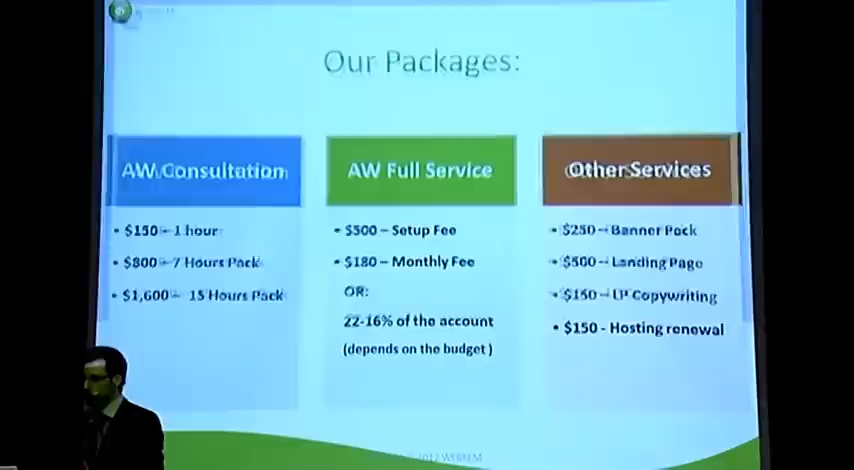 Our Packages:
AW Consultation
• $150 – 1 hour
• $800 – 7 Hours Pack
• $1,600 – 15 Hours Pack
AW Full Service
• $500 – Setup Fee
• $180 – Monthly Fee
OR:
22-16% of the account
(depends on the budget )
Other Services
• $250 – Banner Pack
• $500 – Landing Page
• $150 – LP Copywriting
• $150 - Hosting renewal
2012 WEBSEM